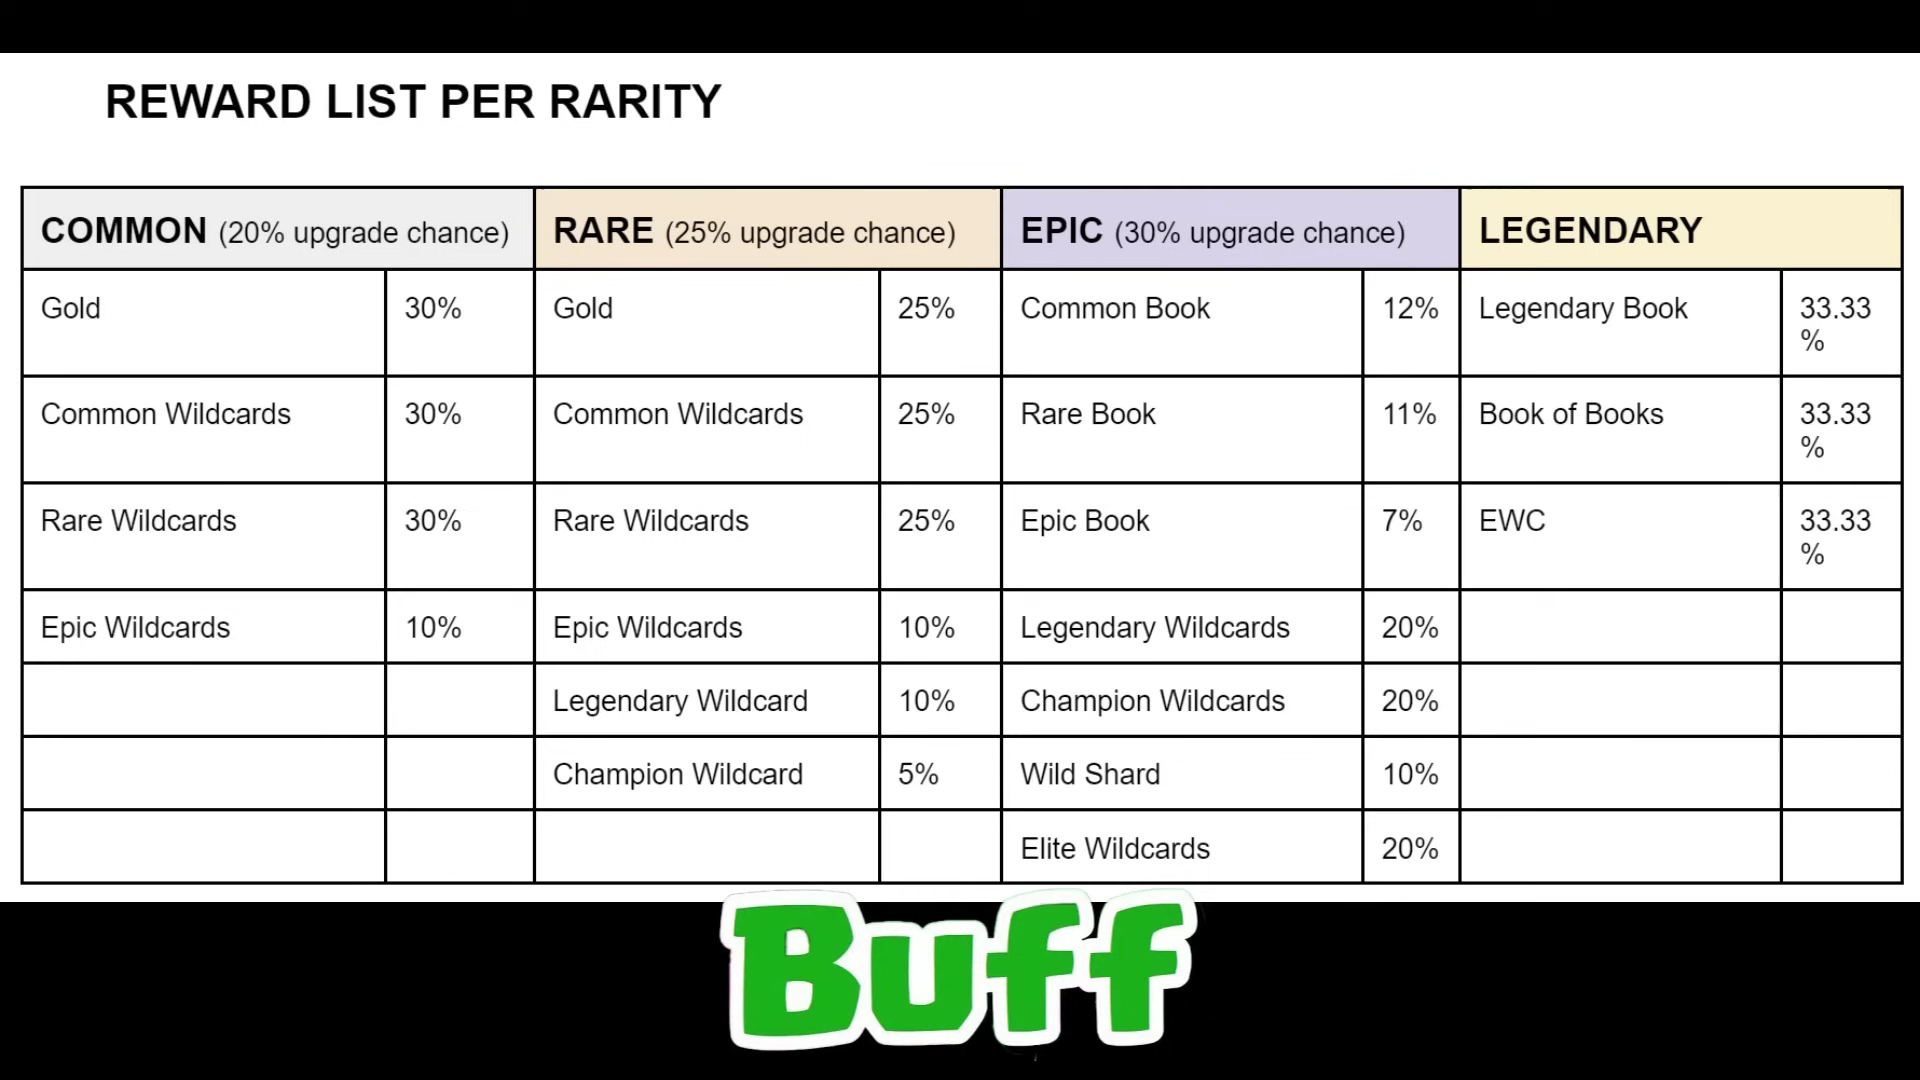 REWARD LIST PER RARITY
COMMON (20% upgrade chance) RARE (25% upgrade chance) EPIC (30% upgrade chance) LEGENDARY
Gold 30% Gold 25% Common Book 12% Legendary Book 33.33
%
Common Wildcards 30% Common Wildcards 25% Rare Book 11% Book of Books 33.33
%
Rare Wildcards 30% Rare Wildcards 25% Epic Book 7% EWC 33.33
%
Epic Wildcards 10% Epic Wildcards 10% Legendary Wildcards 20%
Legendary Wildcard 10% Champion Wildcards 20%
Champion Wildcard 5% Wild Shard 10%
Elite Wildcards 20%
Buff